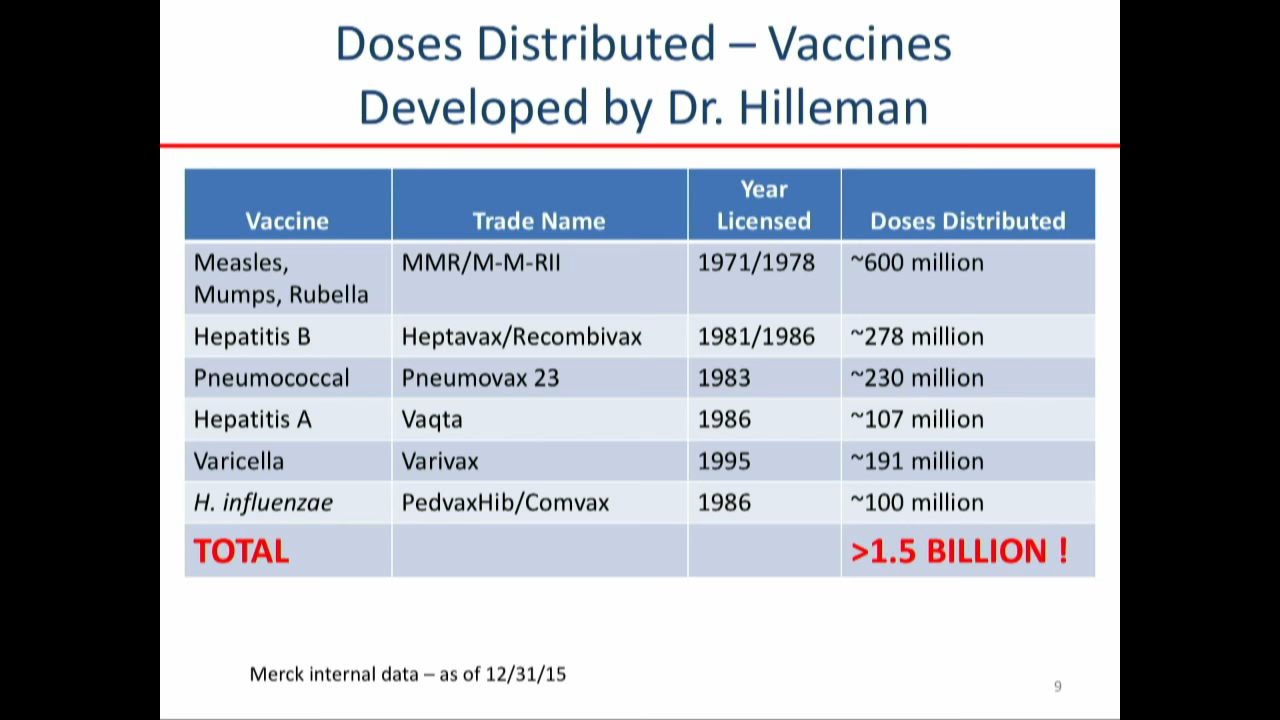 Doses Distributed – Vaccines
Developed by Dr. Hilleman
Vaccine Trade Name Year Licensed Doses Distributed
Measles, Mumps, Rubella MMR/M-M-RII 1971/1978 ~600 million
Hepatitis B Heptavax/Recombivax 1981/1986 ~278 million
Pneumococcal Pneumovax 23 1983 ~230 million
Hepatitis A Vaqta 1986 ~107 million
Varicella Varivax 1995 ~191 million
H. influenzae PedvaxHib/Comvax 1986 ~100 million
TOTAL >1.5 BILLION !
Merck internal data – as of 12/31/15
9